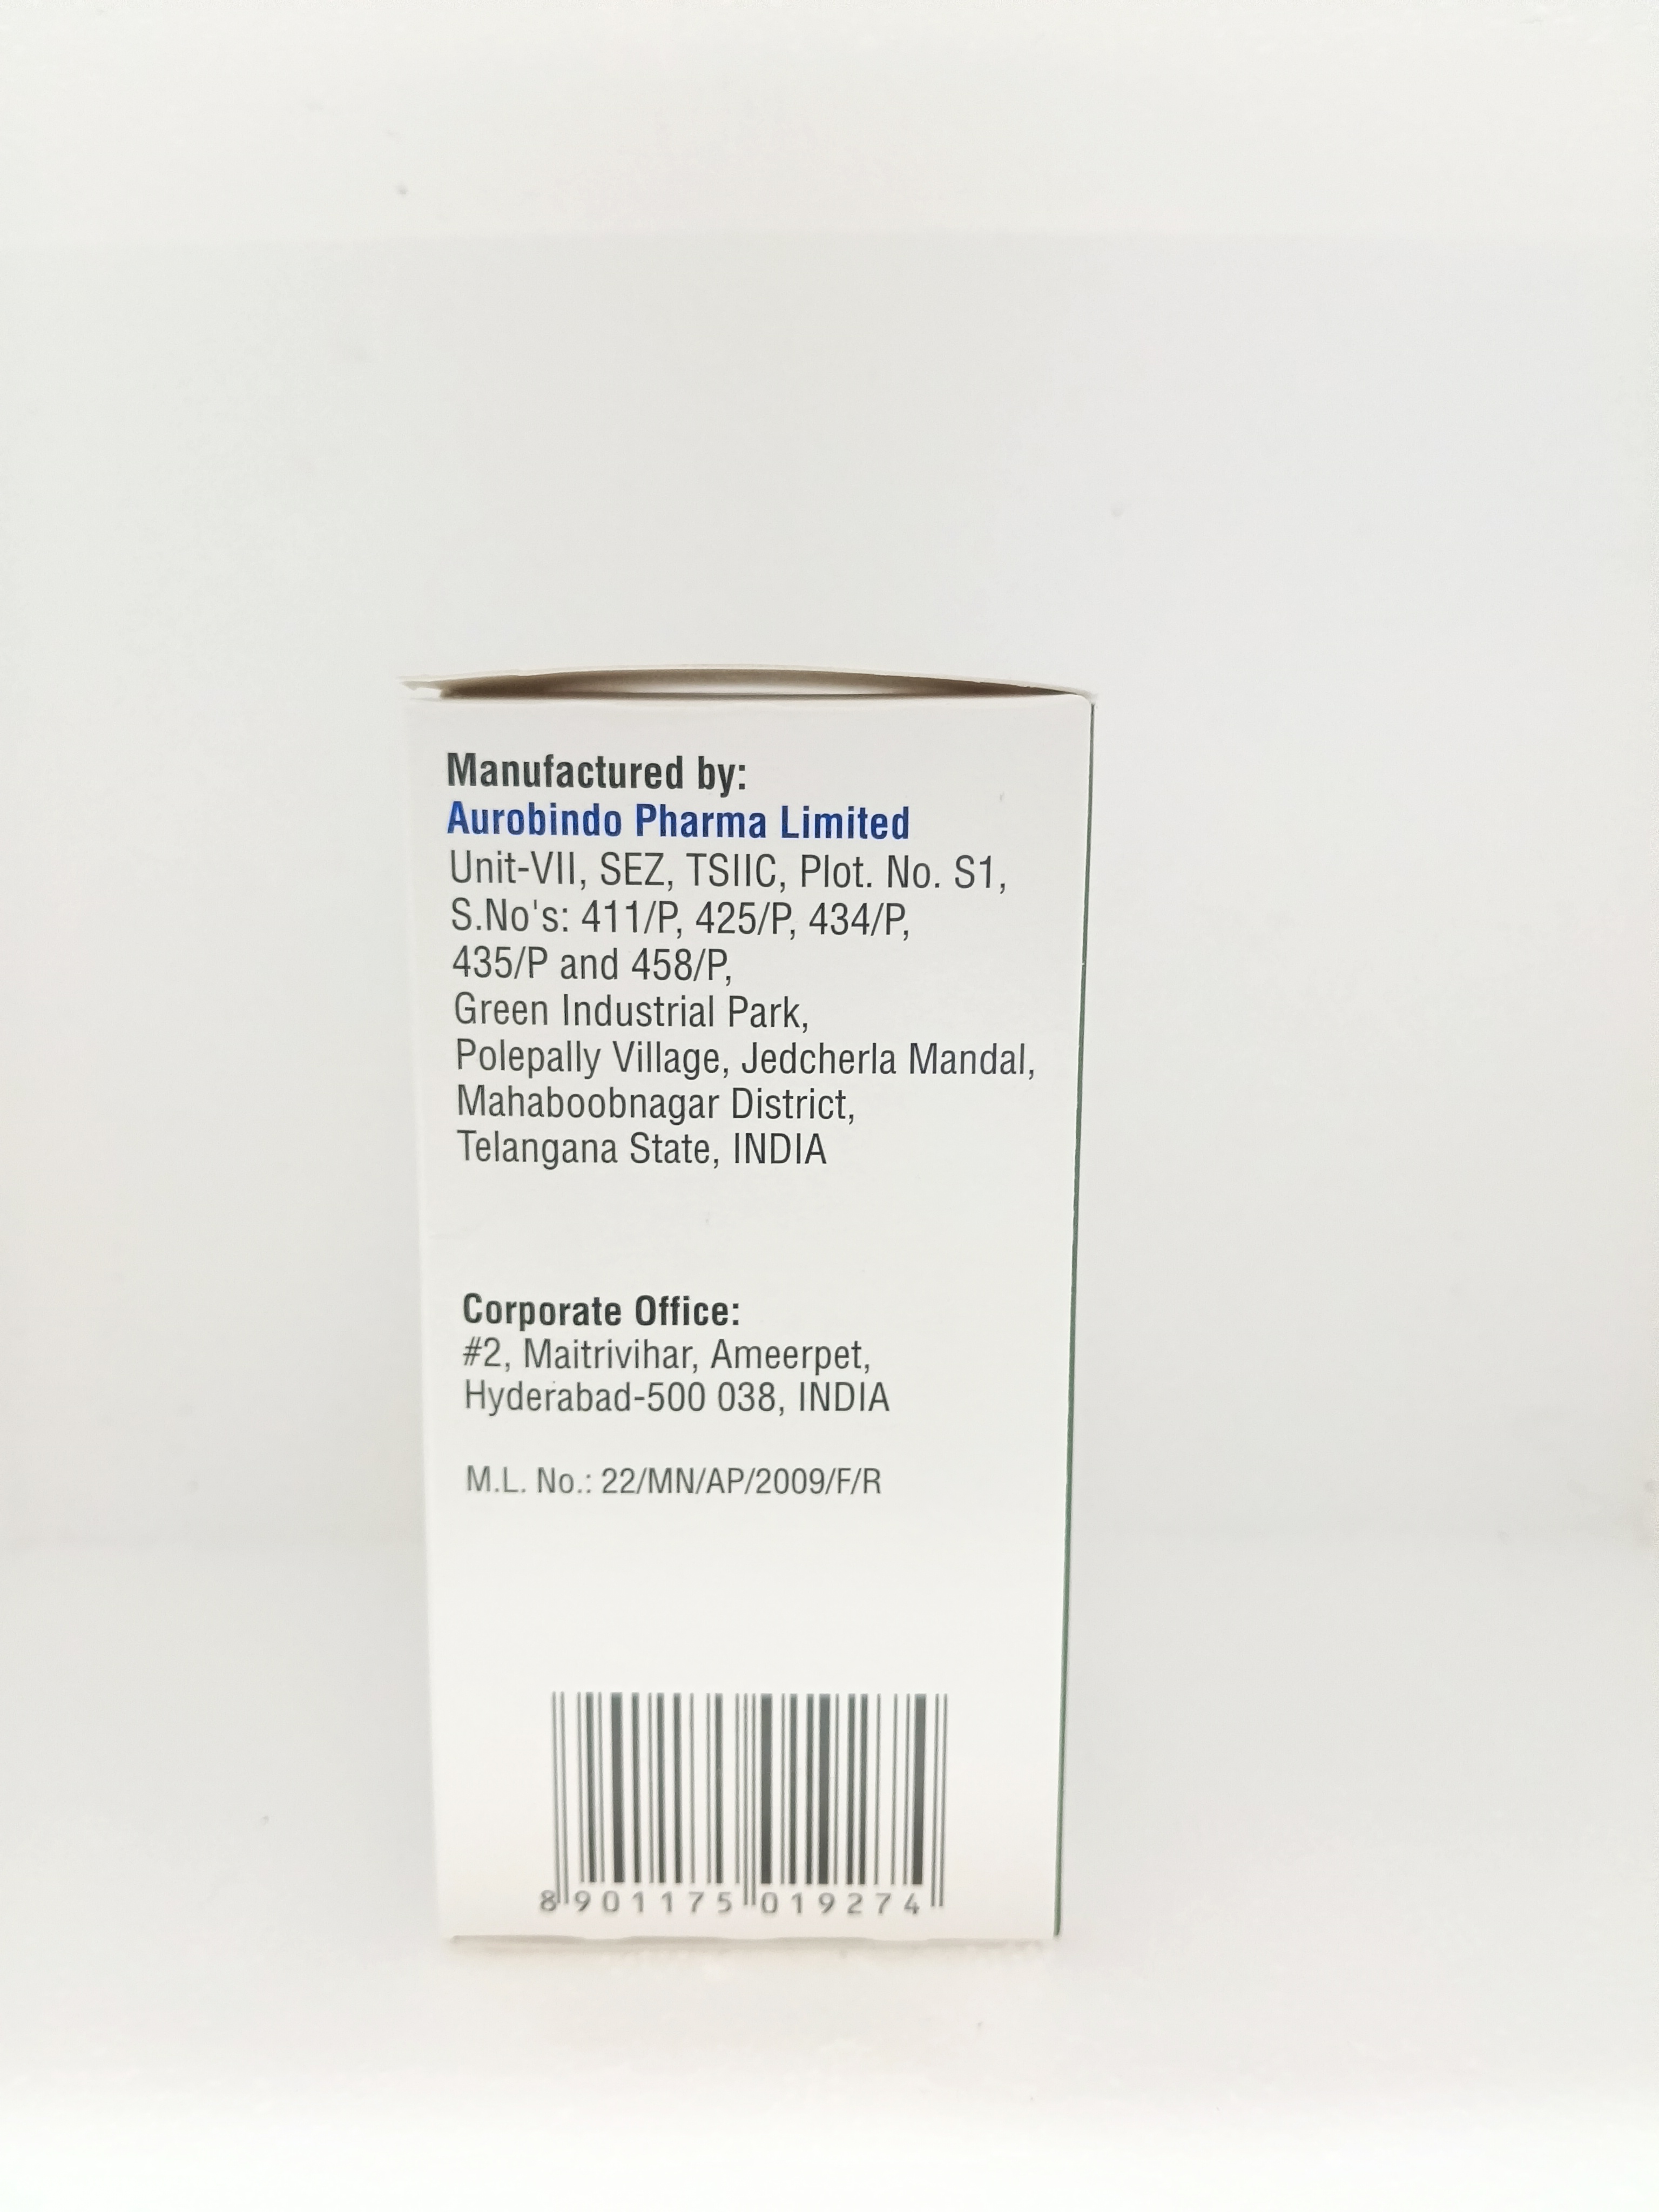 Manufactured by:
Aurobindo Pharma Limited
Unit-VII, SEZ, TSIIC, Plot. No. S1,
S.No's: 411/P, 425/P, 434/P,
435/P and 458/P,
Green Industrial Park,
Polepally Village, Jedcherla Mandal,
Mahaboobnagar District,
Telangana State, INDIA
Corporate Office:
#2, Maitrivihar, Ameerpet,
Hyderabad-500 038, INDIA
M.L. No.: 22/MN/AP/2009/F/R
8 901175 019274